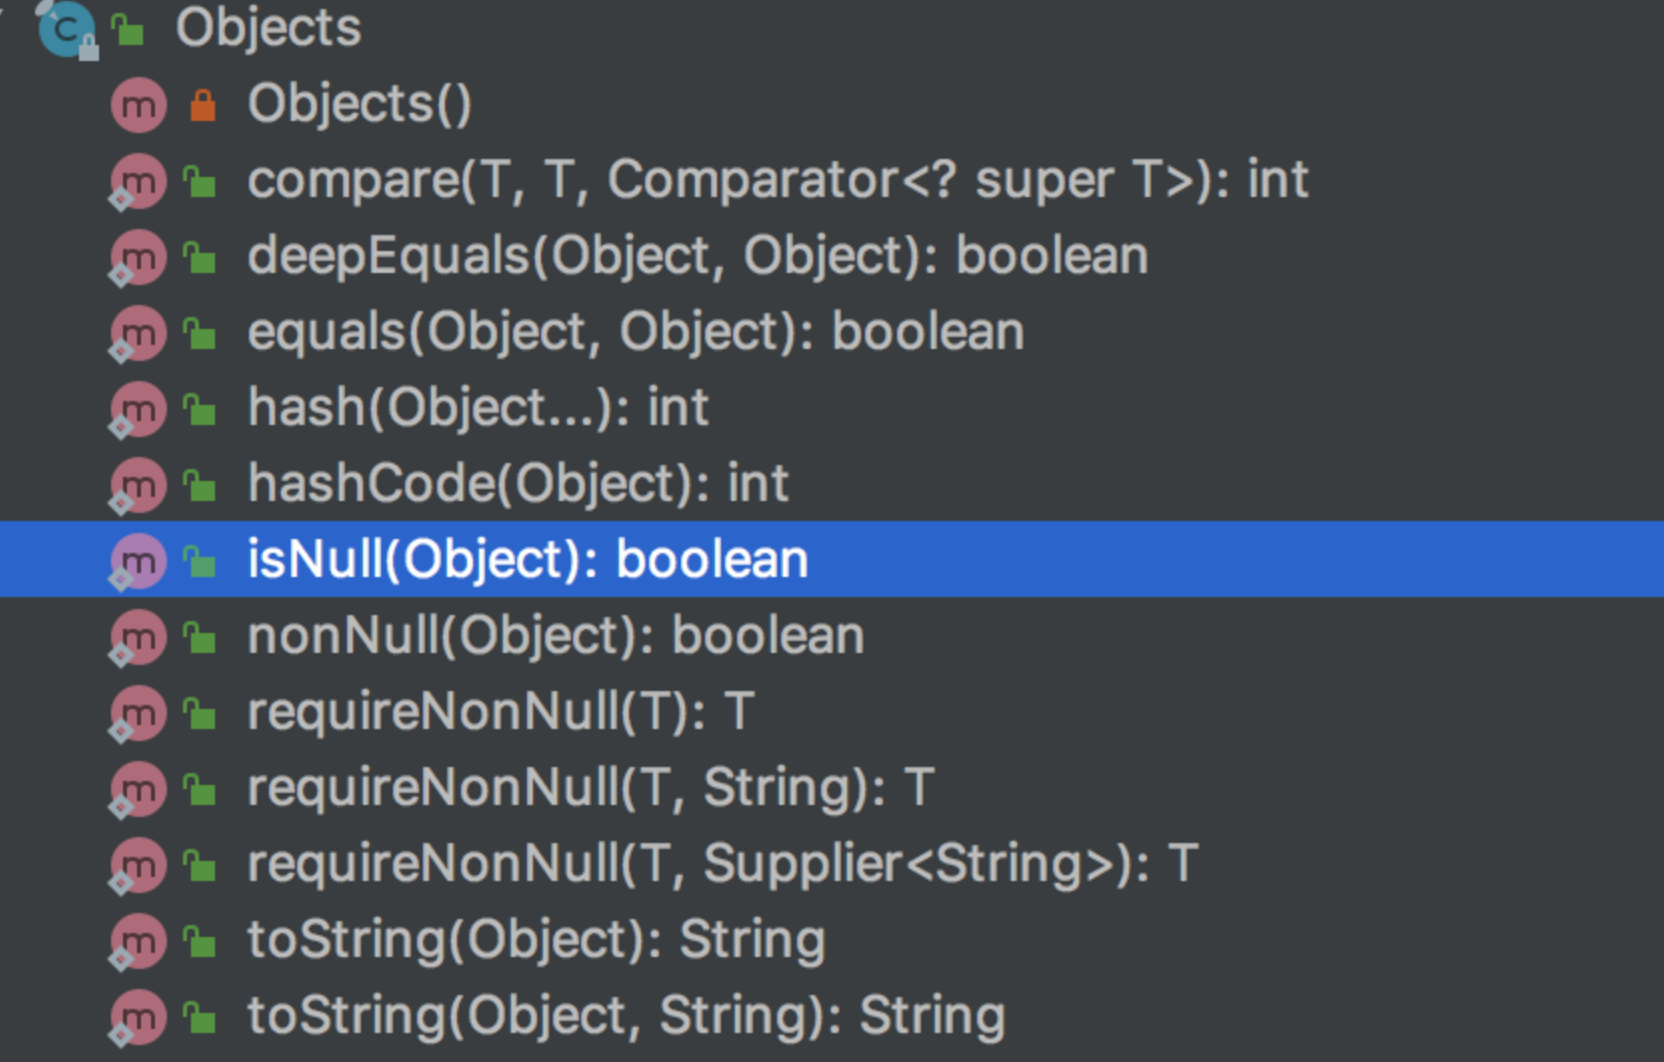 Objects
Objects()
compare(T, T, Comparator<? super T>): int
deepEquals(Object, Object): boolean
equals(Object, Object): boolean
hash(Object...): int
hashCode(Object): int
isNull(Object): boolean
nonNull(Object): boolean
requireNonNull(T): T
requireNonNull(T, String): T
requireNonNull(T, Supplier<String>): T
toString(Object): String
toString(Object, String): String